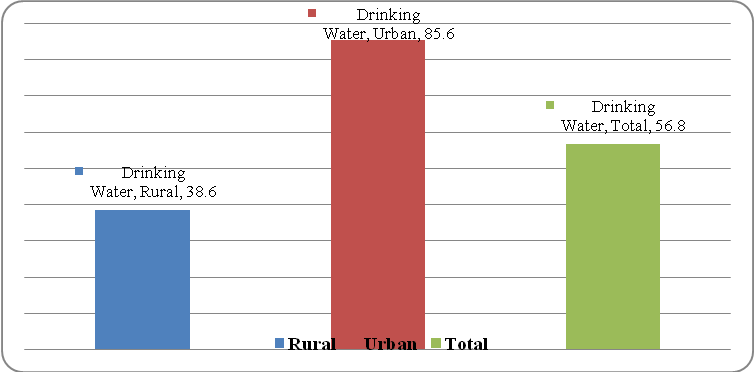 Drinking
Water, Urban, 85.6
Drinking
Water, Total, 56.8
Drinking
Water, Rural, 38.6
Rural Urban Total